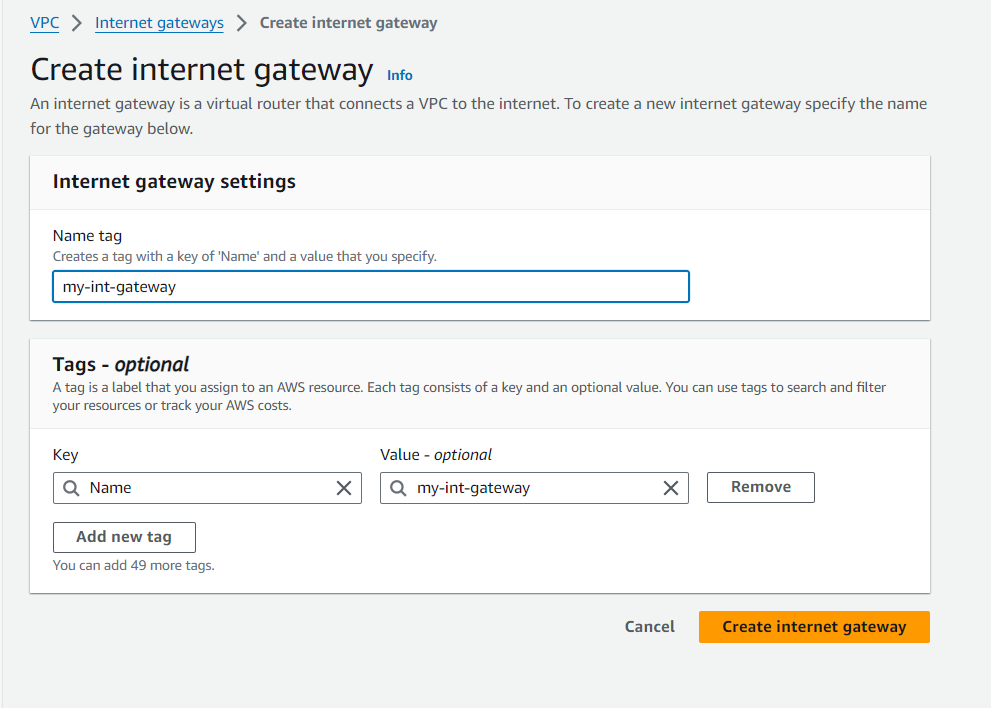 VPC > Internet gateways > Create internet gateway
Create internet gateway Info
An internet gateway is a virtual router that connects a VPC to the internet. To create a new internet gateway specify the name
for the gateway below.
Internet gateway settings
Name tag
Creates a tag with a key of 'Name' and a value that you specify.
my-int-gateway
Tags - optional
A tag is a label that you assign to an AWS resource. Each tag consists of a key and an optional value. You can use tags to search and filter
your resources or track your AWS costs.
Key Value - optional
Name my-int-gateway Remove
Add new tag
You can add 49 more tags.
Cancel Create internet gateway